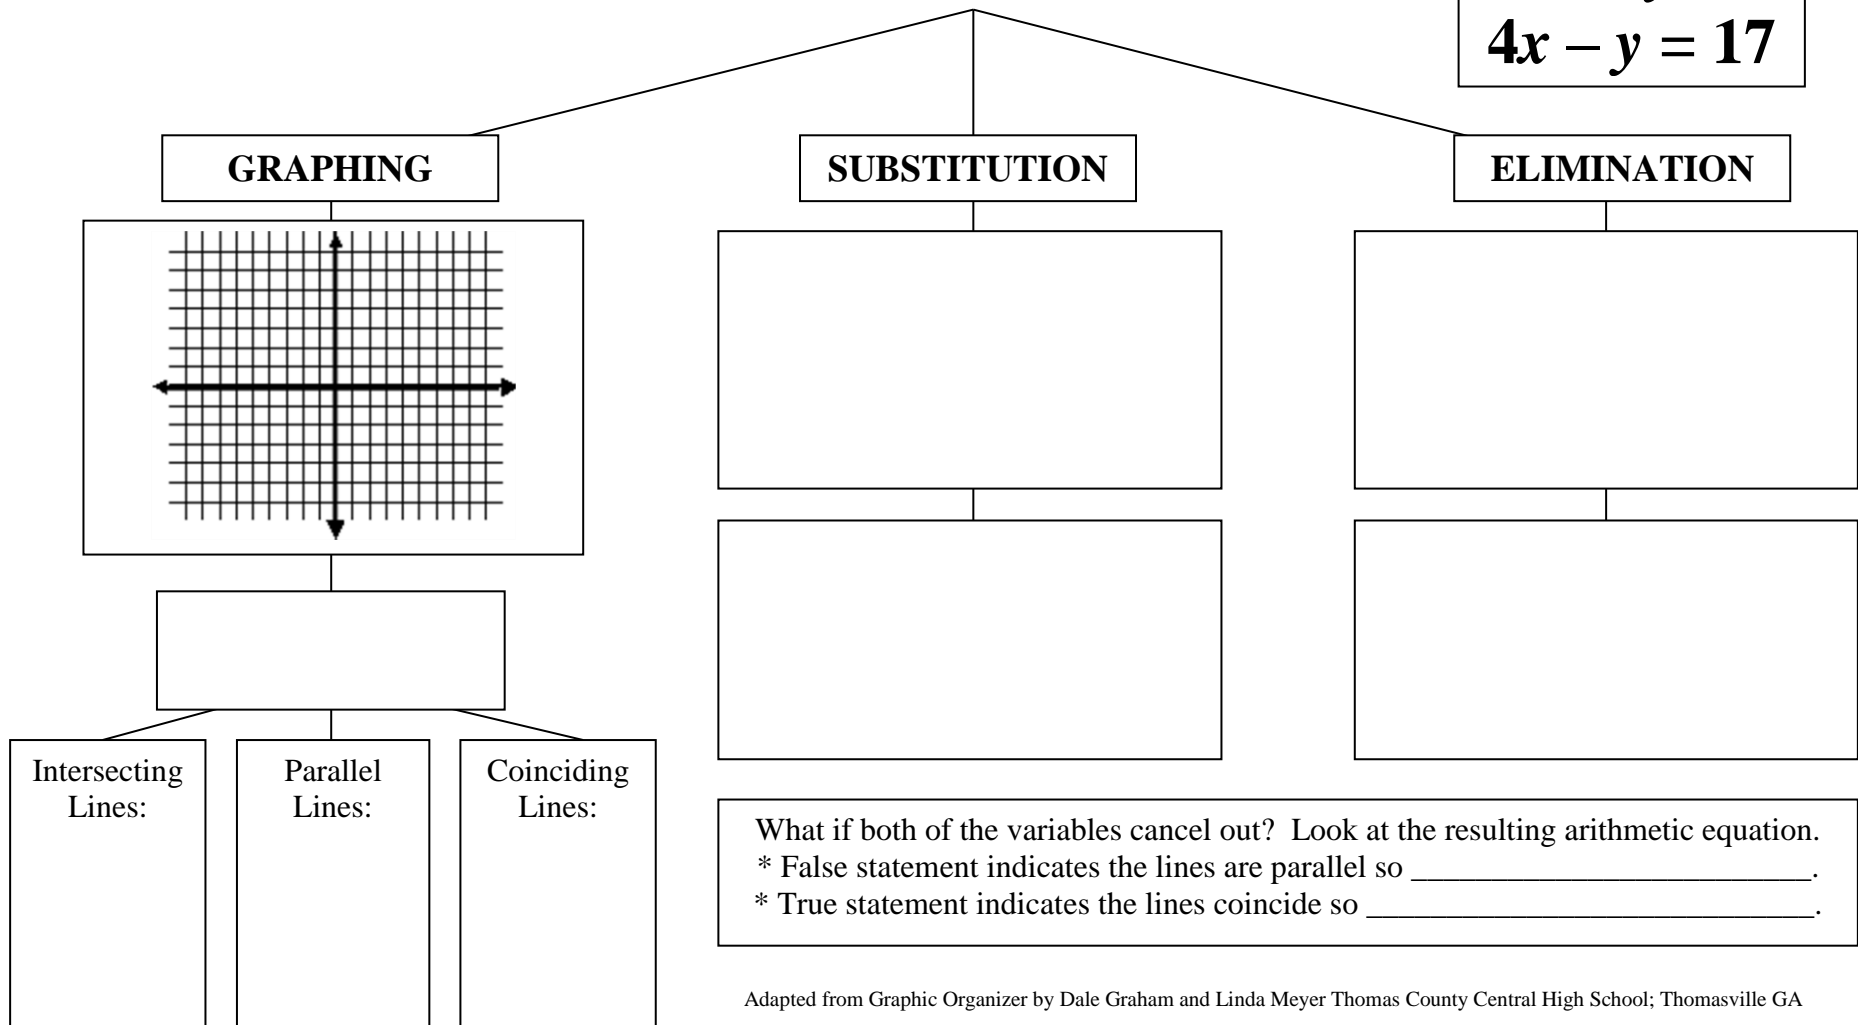 4x – y = 17
GRAPHING
SUBSTITUTION
ELIMINATION
Intersecting
Lines:
Parallel
Lines:
Coinciding
Lines:
What if both of the variables cancel out?  Look at the resulting arithmetic equation.
* False statement indicates the lines are parallel so _________________________.
* True statement indicates the lines coincide so ____________________________.
Adapted from Graphic Organizer by Dale Graham and Linda Meyer Thomas County Central High School; Thomasville GA